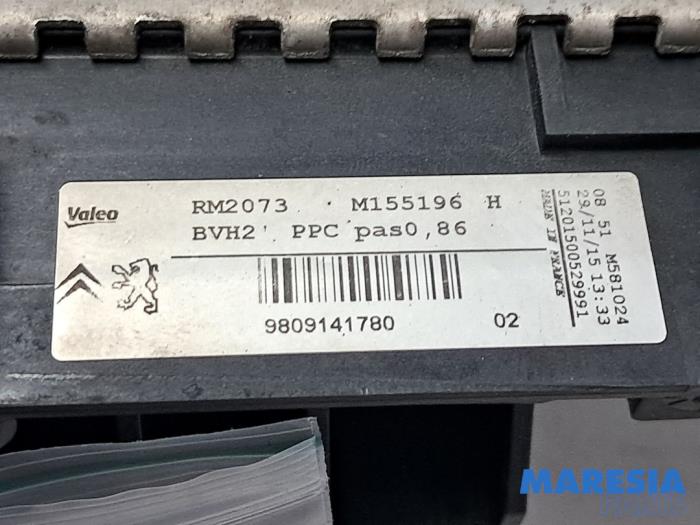 Valeo
RM2073 M155196 H
BVH2' PPC pas0,86
9809141780 02
MADE IN FRANCE
51201500529991
29/11/15 13:33
08 51 M581024
MARESIA